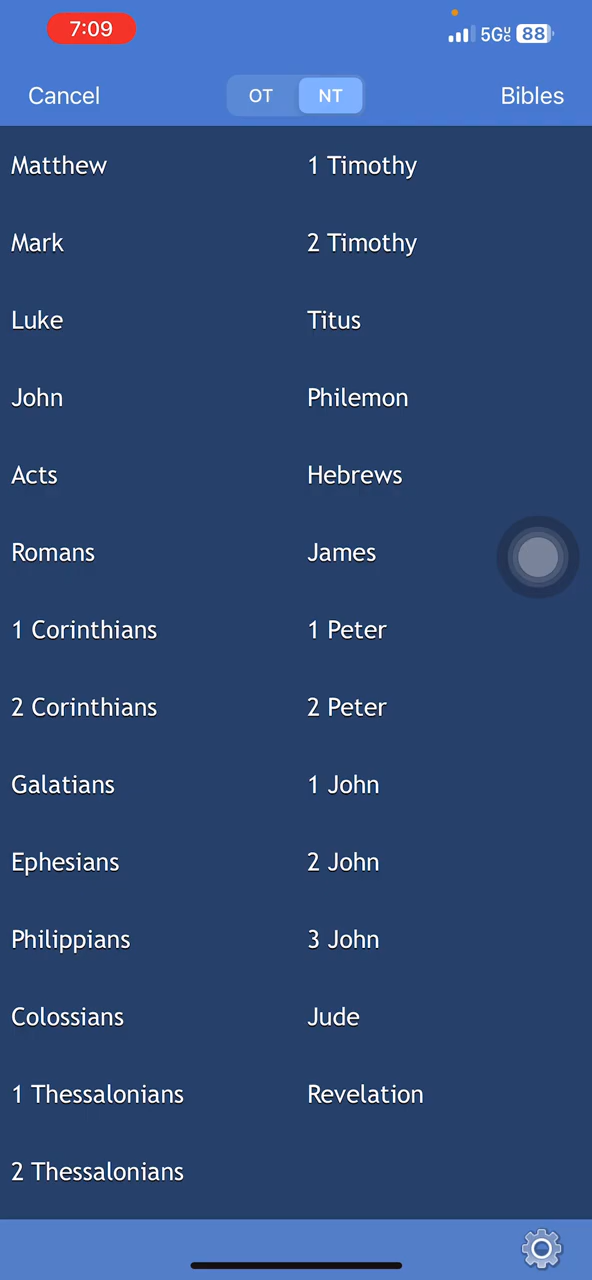 7:09
5G 88
Cancel
OT
NT
Bibles
Matthew
Mark
Luke
John
Acts
Romans
1 Corinthians
2 Corinthians
Galatians
Ephesians
Philippians
Colossians
1 Thessalonians
2 Thessalonians
1 Timothy
2 Timothy
Titus
Philemon
Hebrews
James
1 Peter
2 Peter
1 John
2 John
3 John
Jude
Revelation